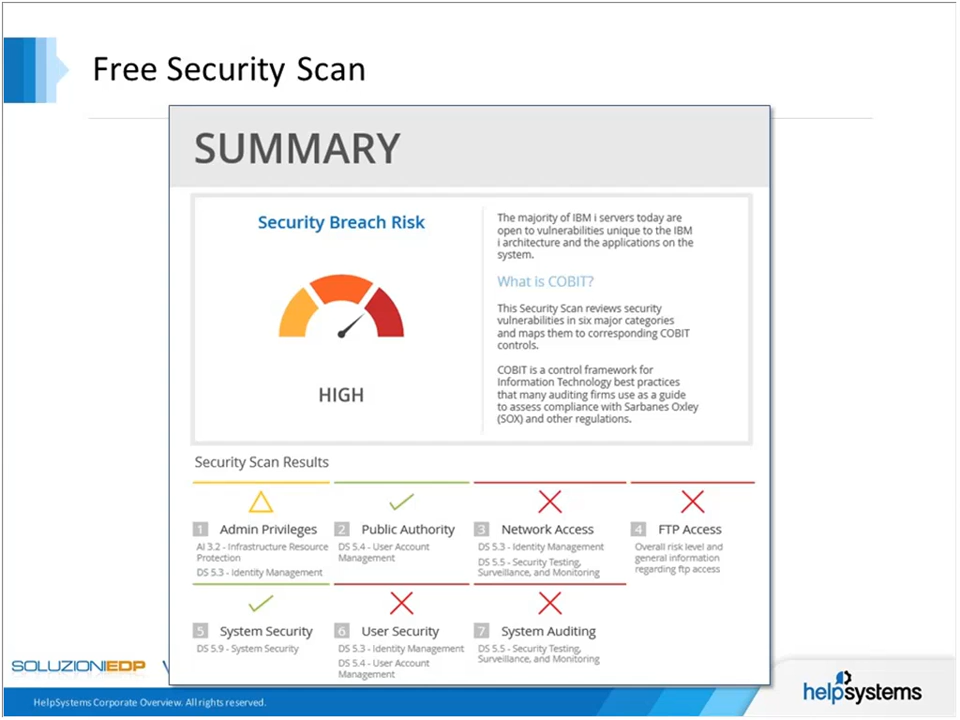 Free Security Scan
SUMMARY
Security Breach Risk
HIGH
The majority of IBM i servers today are
open to vulnerabilities unique to the IBM
i architecture and the applications on the
system.
What is COBIT?
This Security Scan reviews security
vulnerabilities in six major categories
and maps them to corresponding COBIT
controls.
COBIT is a control framework for
Information Technology best practices
that many auditing firms use as a guide
to assess compliance with Sarbanes Oxley
(SOX) and other regulations.
Security Scan Results
1 Admin Privileges
AI 3.2 - Infrastructure Resource
Protection
DS 5.3 - Identity Management
2 Public Authority
DS 5.4 - User Account
Management
3 Network Access
DS 5.3 - Identity Management
DS 5.5 - Security Testing,
Surveillance, and Monitoring
4 FTP Access
Overall risk level and
general information
regarding ftp access
5 System Security
DS 5.9 - System Security
6 User Security
DS 5.3 - Identity Management
DS 5.4 - User Account
Management
7 System Auditing
DS 5.5 - Security Testing,
Surveillance, and Monitoring
SOLUZIONIEDP
HelpSystems Corporate Overview. All rights reserved.
helpsystems